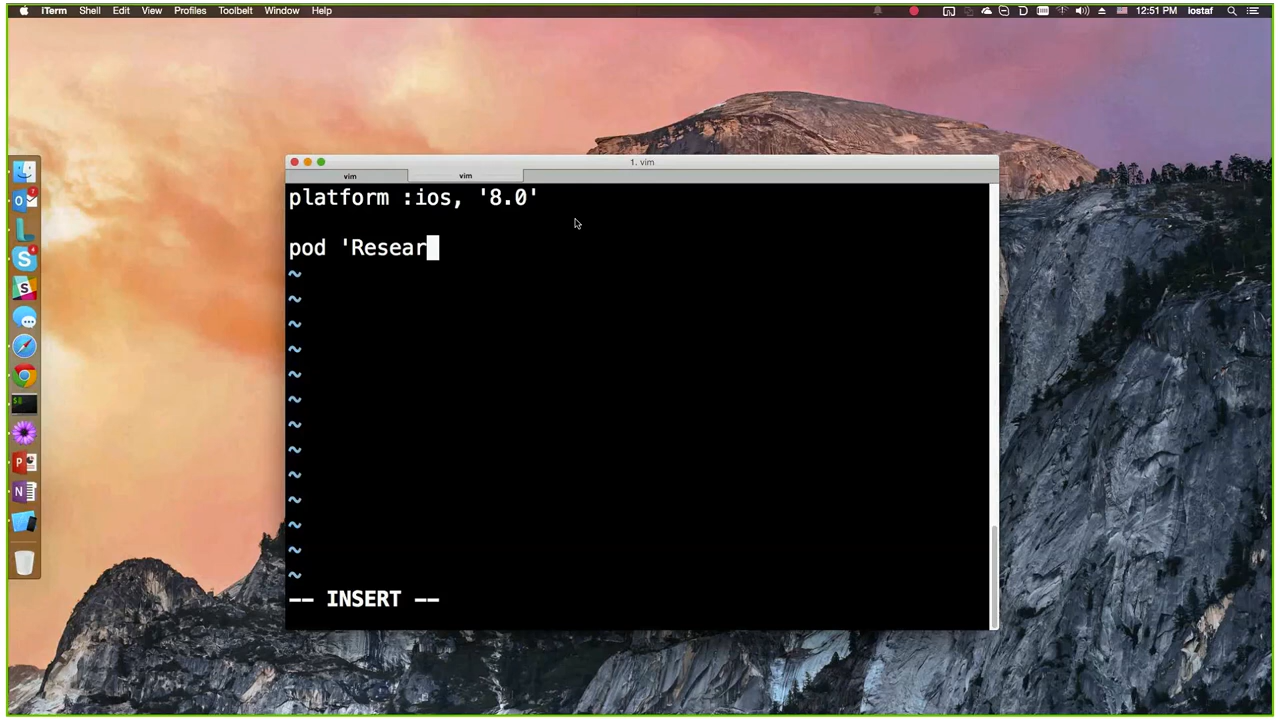 iTerm Shell Edit View Profiles Toolbelt Window Help 12:51 PM lostaf
1. vim
vim vim
platform :ios, '8.0'
pod 'Resear
~
~
~
~
~
~
~
~
~
~
~
~
~
-- INSERT --